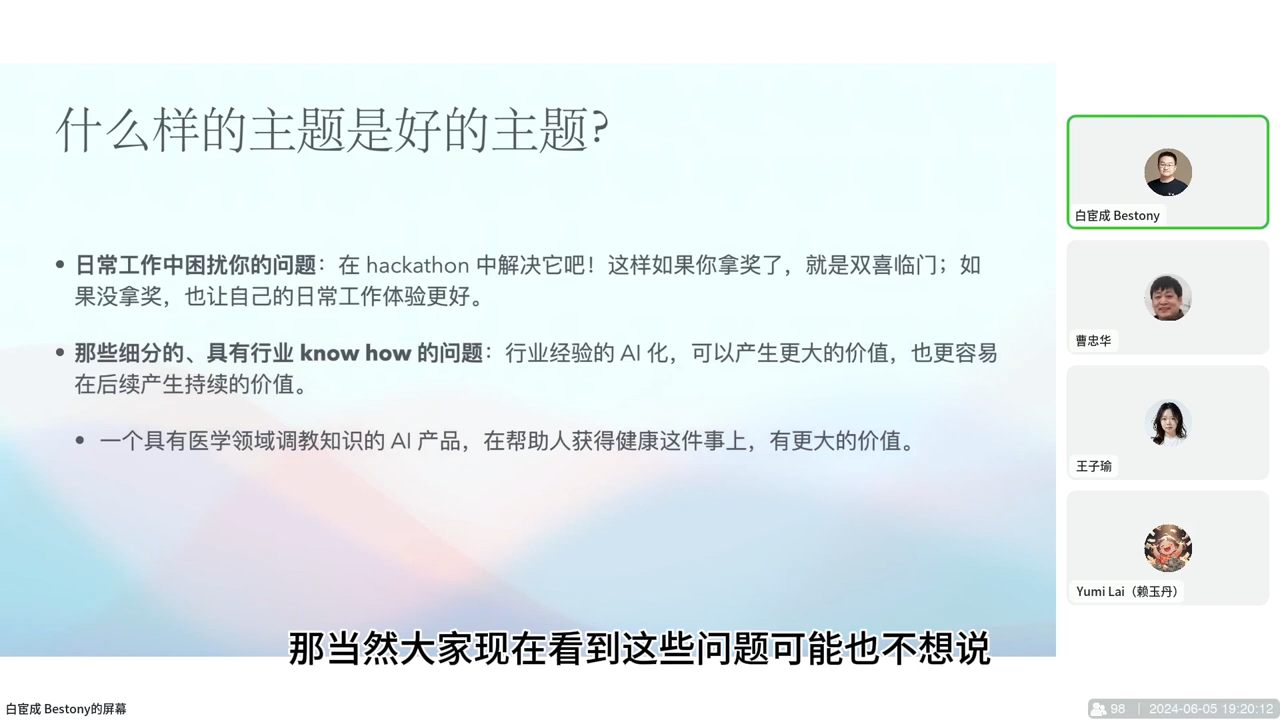 什么样的主题是好的主题?
• 日常工作中困扰你的问题：在 hackathon 中解决它吧！这样如果你拿奖了，就是双喜临门；如
果没拿奖，也让自己的日常工作体验更好。
• 那些细分的、具有行业 know how 的问题：行业经验的 AI 化，可以产生更大的价值，也更容易
在后续产生持续的价值。
• 一个具有医学领域调教知识的 AI 产品，在帮助人获得健康这件事上，有更大的价值。
那当然大家现在看到这些问题可能也不想说
白宦成 Bestony
曹忠华
王子瑜
Yumi Lai（赖玉丹）
白宦成 Bestony的屏幕
98 | 2024-06-05 19:20:12